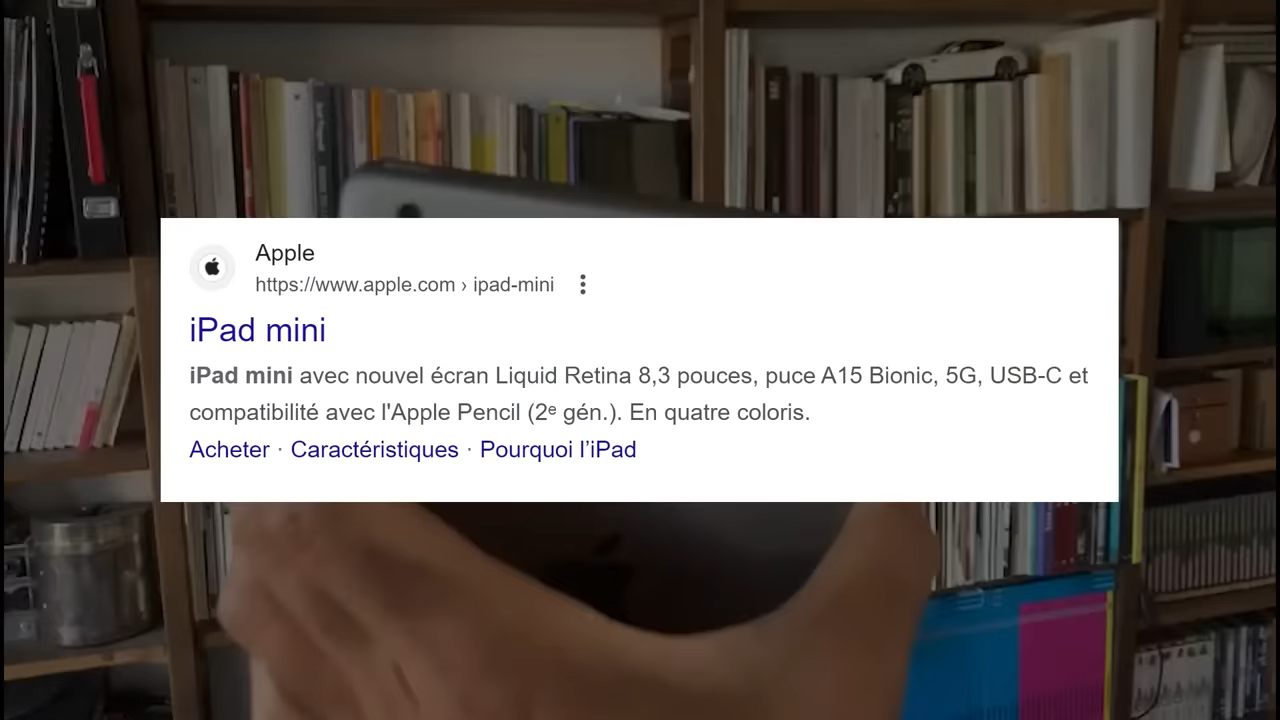 Apple
https://www.apple.com › ipad-mini
iPad mini
iPad mini avec nouvel écran Liquid Retina 8,3 pouces, puce A15 Bionic, 5G, USB-C et
compatibilité avec l'Apple Pencil (2ᵉ gén.). En quatre coloris.
Acheter · Caractéristiques · Pourquoi l’iPad